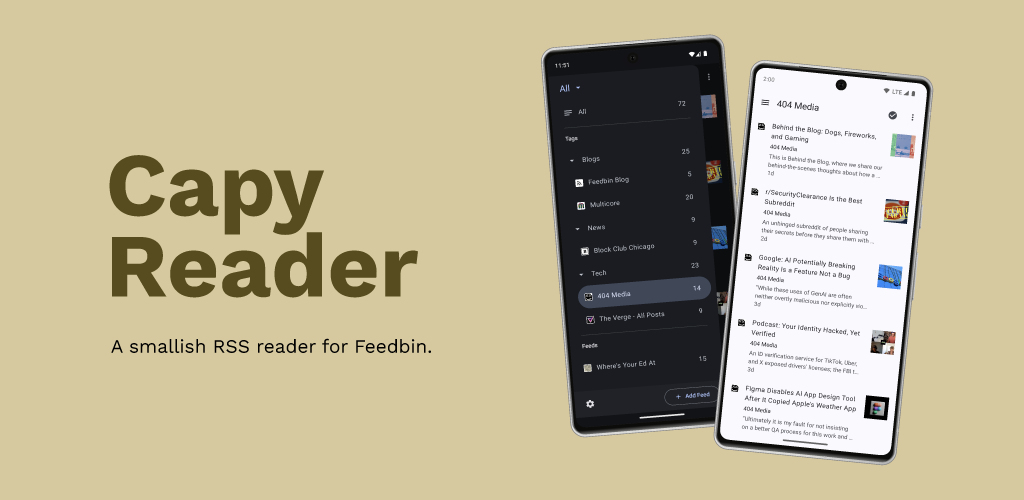 Capy
Reader
A smallish RSS reader for Feedbin.
11:51
All
All 72
Tags
Blogs 25
Feedbin Blog 5
Multicore 20
News 9
Block Club Chicago 9
Tech 23
404 Media 14
The Verge - All Posts 9
Feeds
Where's Your Ed At 15
+ Add Feed
2:00 LTE
404 Media
Behind the Blog: Dogs, Fireworks,
and Gaming
404 Media
This is Behind the Blog, where we share our
behind-the-scenes thoughts about how a ...
1d
r/SecurityClearance Is the Best
Subreddit
404 Media
An unhinged subreddit of people sharing
their secrets before they share them with ...
2d
Google: AI Potentially Breaking
Reality Is a Feature Not a Bug
404 Media
"While these uses of GenAI are often
neither overtly malicious nor explicitly vio...
3d
Podcast: Your Identity Hacked, Yet
Verified
404 Media
An ID verification service for TikTok, Uber,
and X exposed drivers' licenses; the FBI t...
3d
Figma Disables AI App Design Tool
After It Copied Apple's Weather App
404 Media
"Ultimately it is my fault for not insisting
on a better QA process for this work and ...